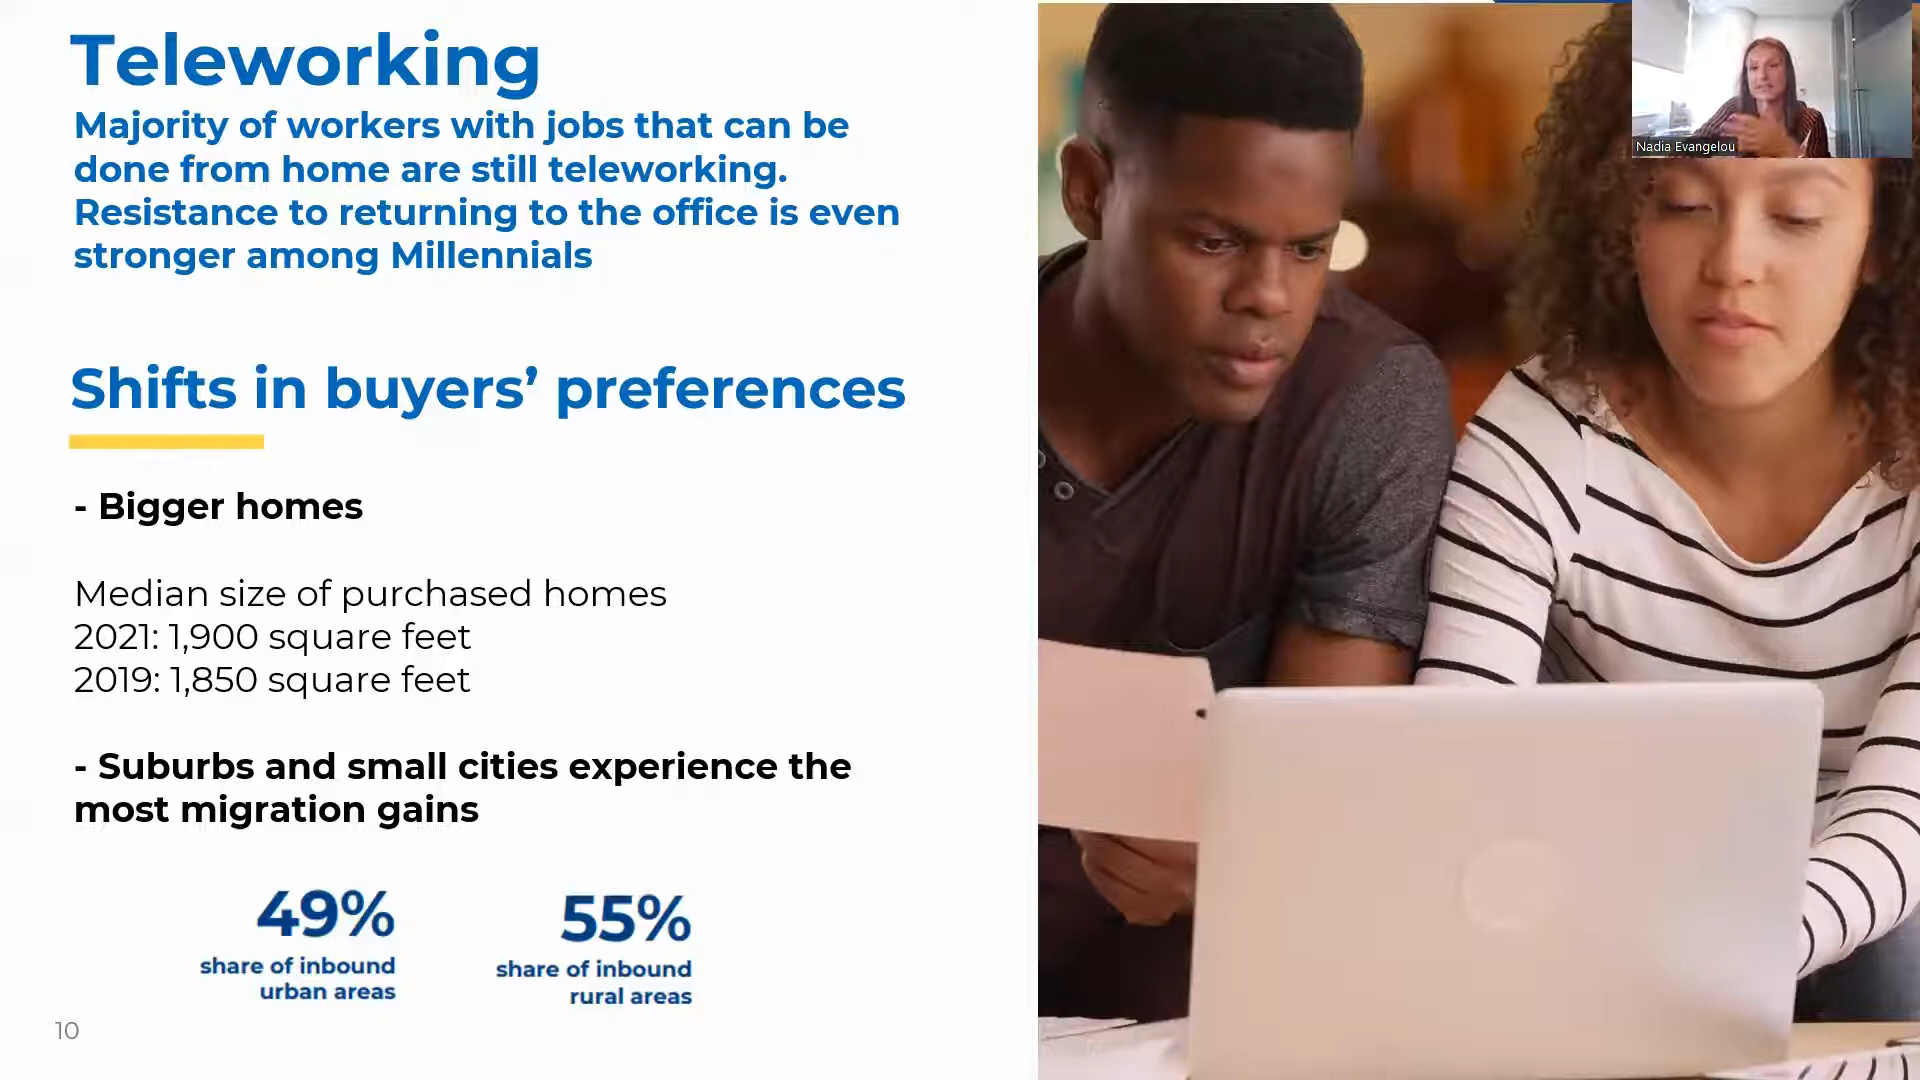 Teleworking
Majority of workers with jobs that can be
done from home are still teleworking.
Resistance to returning to the office is even
stronger among Millennials
Shifts in buyers’ preferences
- Bigger homes
Median size of purchased homes
2021: 1,900 square feet
2019: 1,850 square feet
- Suburbs and small cities experience the
most migration gains
49%
share of inbound
urban areas
55%
share of inbound
rural areas
10
Nadia Evangelou